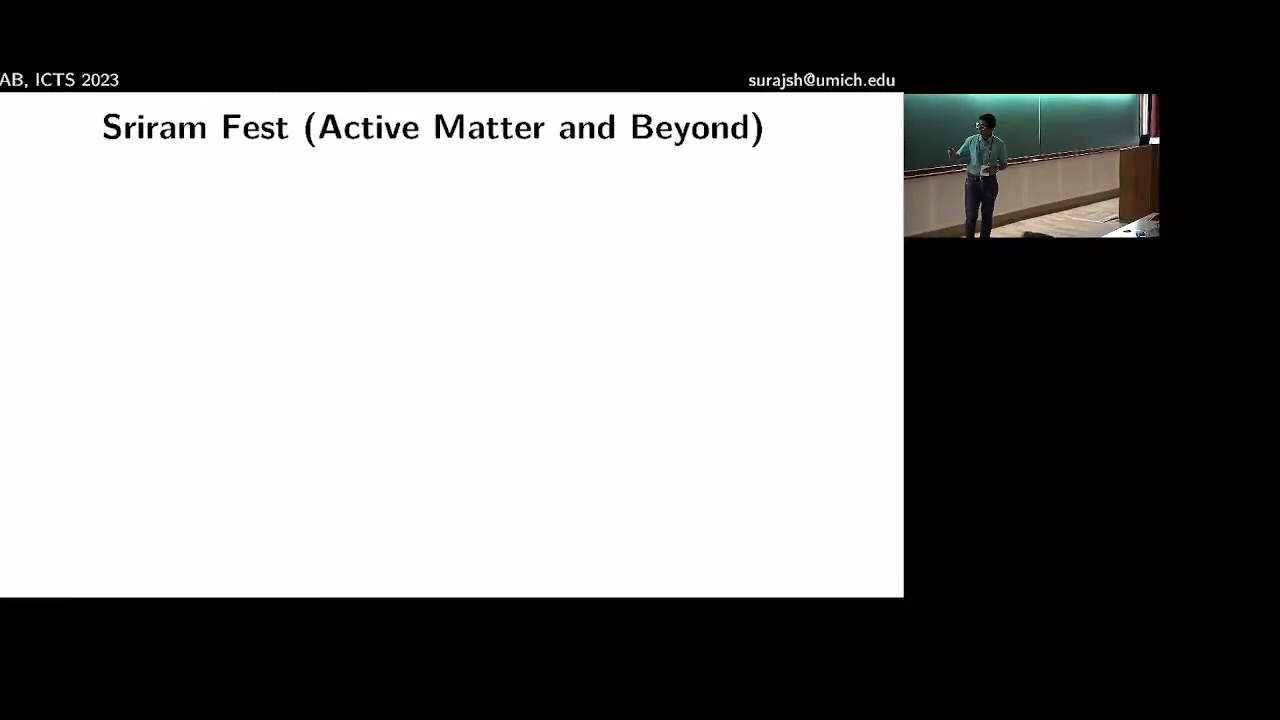 AB, ICTS 2023
surajsh@umich.edu
Sriram Fest (Active Matter and Beyond)